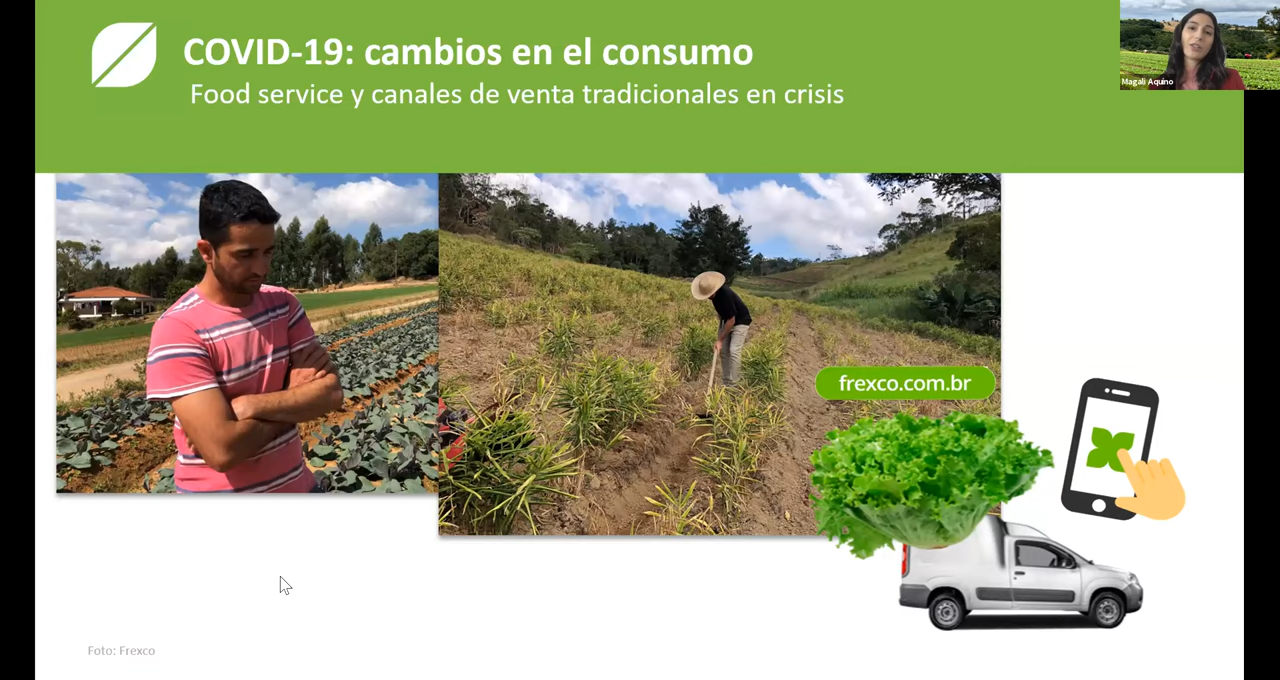 COVID-19: cambios en el consumo
Food service y canales de venta tradicionales en crisis
Magali Aquino
frexco.com.br
Foto: Frexco